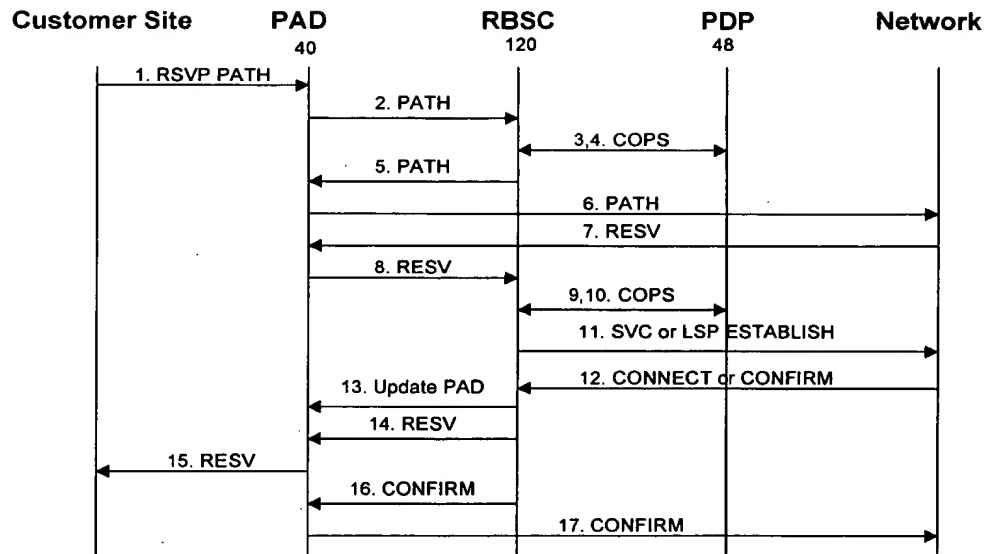 Customer Site PAD RBSC PDP Network
40 120 48
1. RSVP PATH
2. PATH
3,4. COPS
5. PATH
6. PATH
7. RESV
8. RESV
9,10. COPS
11. SVC or LSP ESTABLISH
12. CONNECT or CONFIRM
13. Update PAD
14. RESV
15. RESV
16. CONFIRM
17. CONFIRM